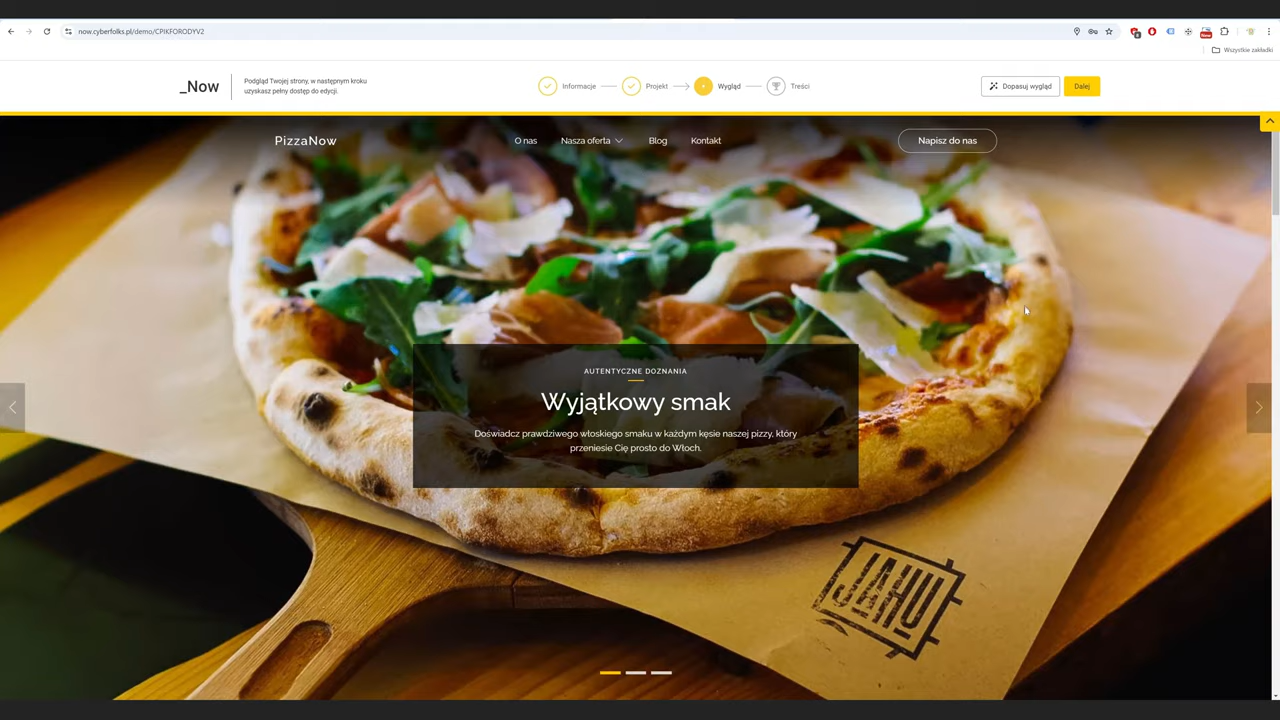 now.cyberfolks.pl/demo/CPIKFORODYV2
New
Wszystkie zakładki
_Now
Podgląd Twojej strony, w następnym kroku
uzyskasz pełny dostęp do edycji.
Informacje
Projekt
Wygląd
Treści
Dopasuj wygląd
Dalej
PizzaNow
O nas
Nasza oferta
Blog
Kontakt
Napisz do nas
AUTENTYCZNE DOZNANIA
Wyjątkowy smak
Doświadcz prawdziwego włoskiego smaku w każdym kęsie naszej pizzy, który
przeniesie Cię prosto do Włoch.